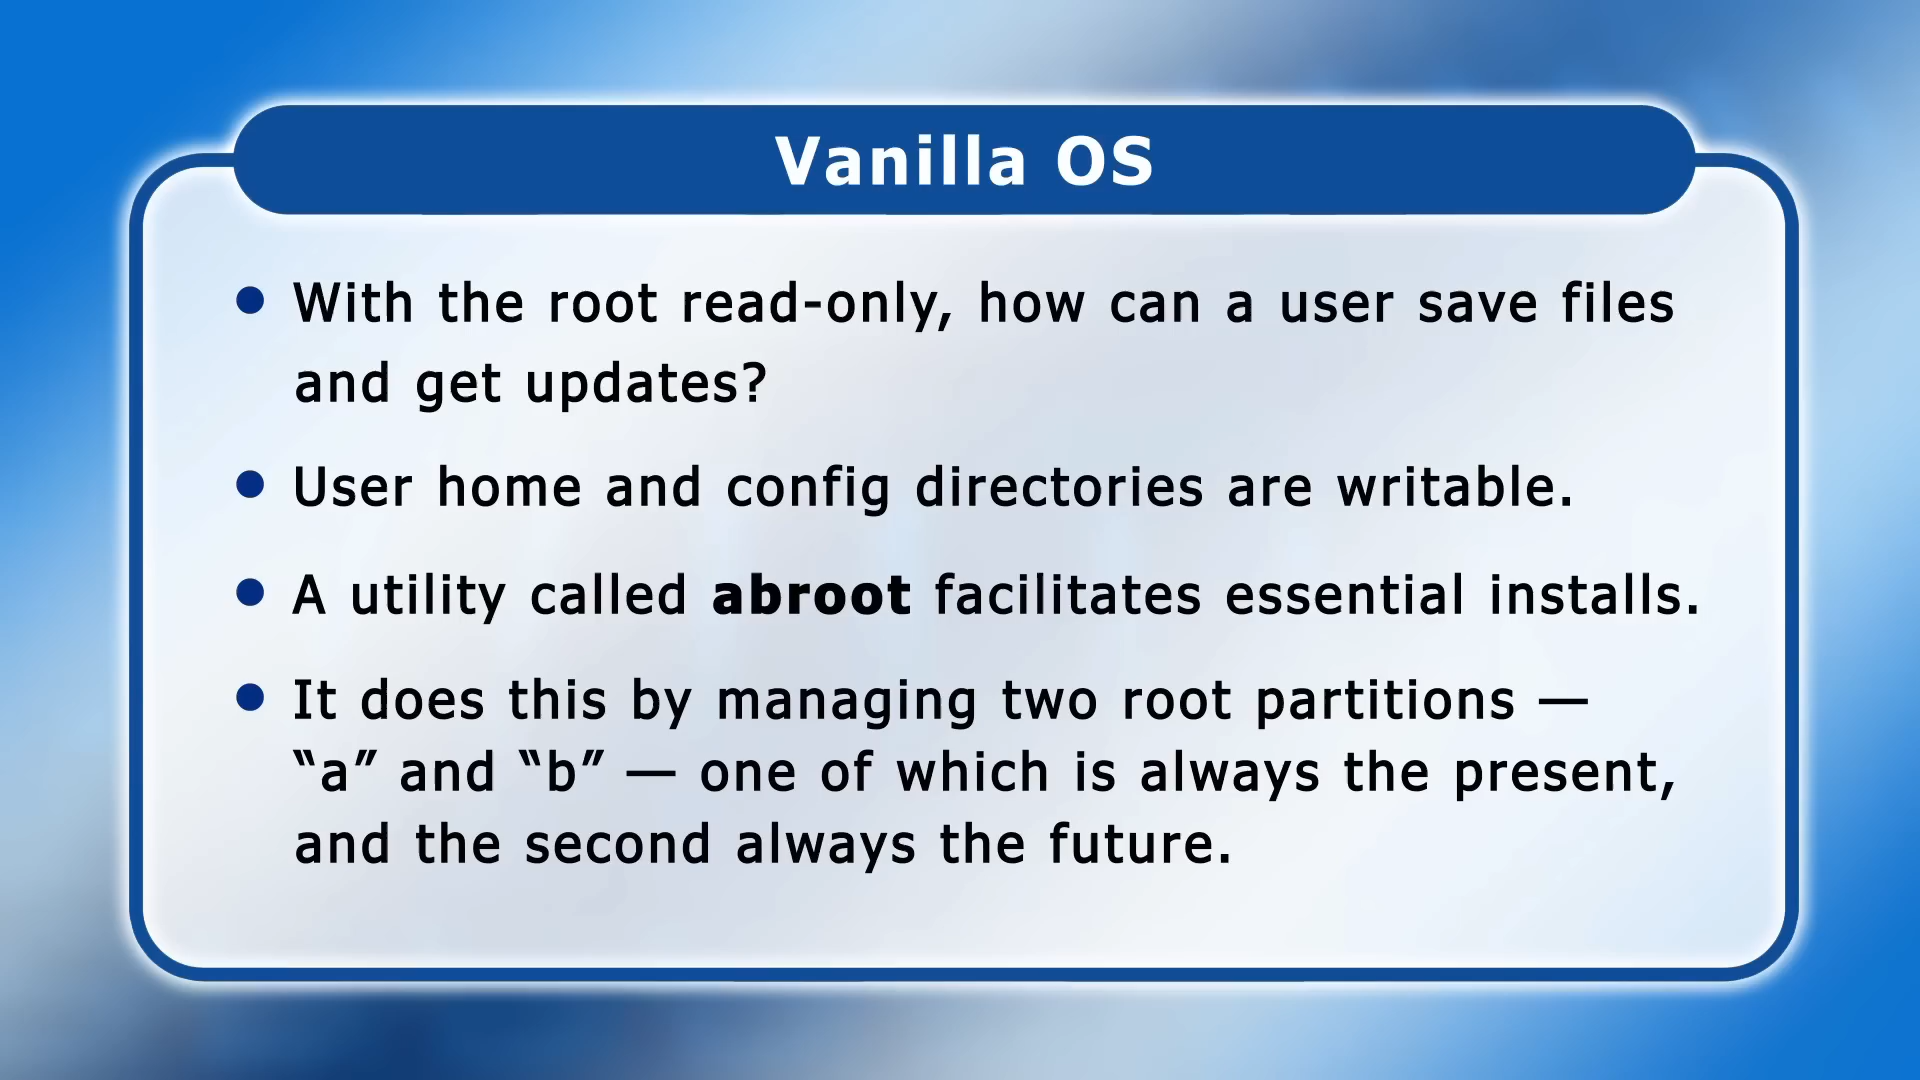 Vanilla OS
● With the root read-only, how can a user save files
and get updates?
● User home and config directories are writable.
● A utility called abroot facilitates essential installs.
● It does this by managing two root partitions —
“a” and “b” — one of which is always the present,
and the second always the future.